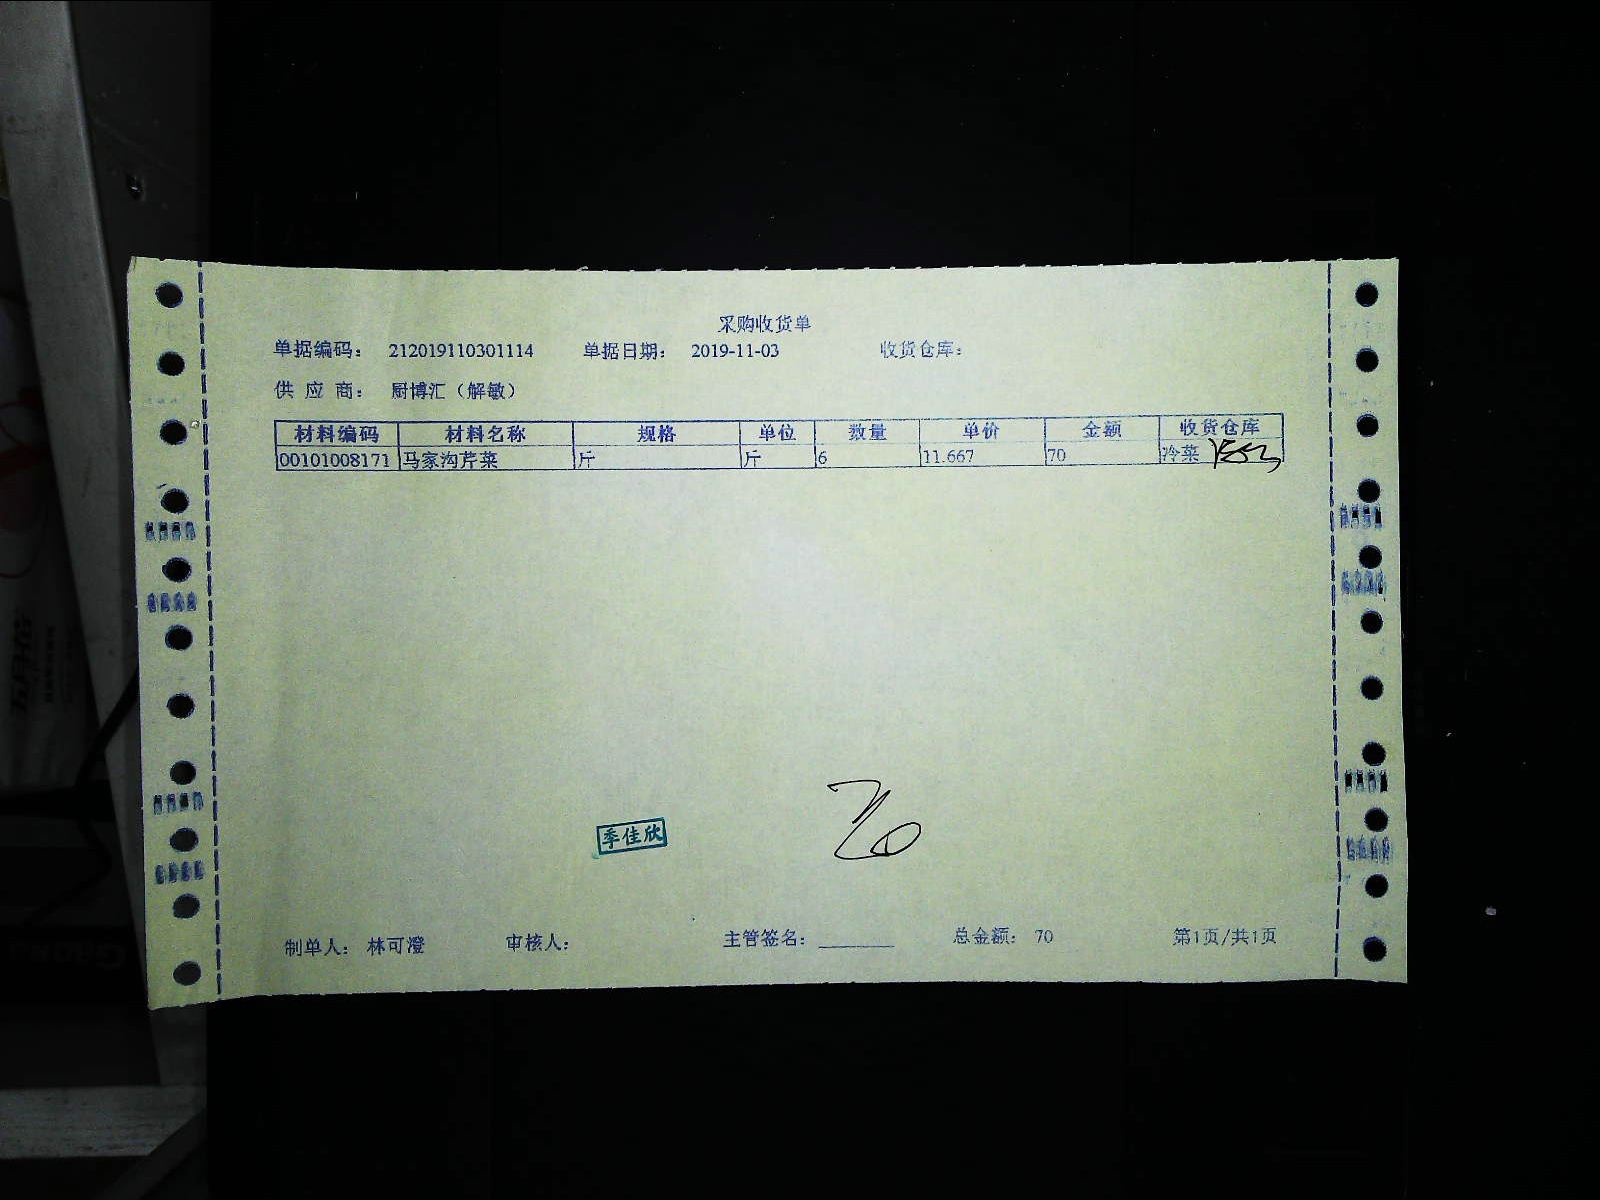 采购收货单
单据编码： 212019110301114 单据日期： 2019-11-03 收货仓库：
供 应 商： 厨博汇（解敏）
材料编码 材料名称 规格 单位 数量 单价 金额 收货仓库
00101008171 马家沟芹菜 斤 斤 6 11.667 70 冷菜
季佳欣
70
制单人： 林可澄 审核人： 主管签名： 总金额： 70 第1页/共1页